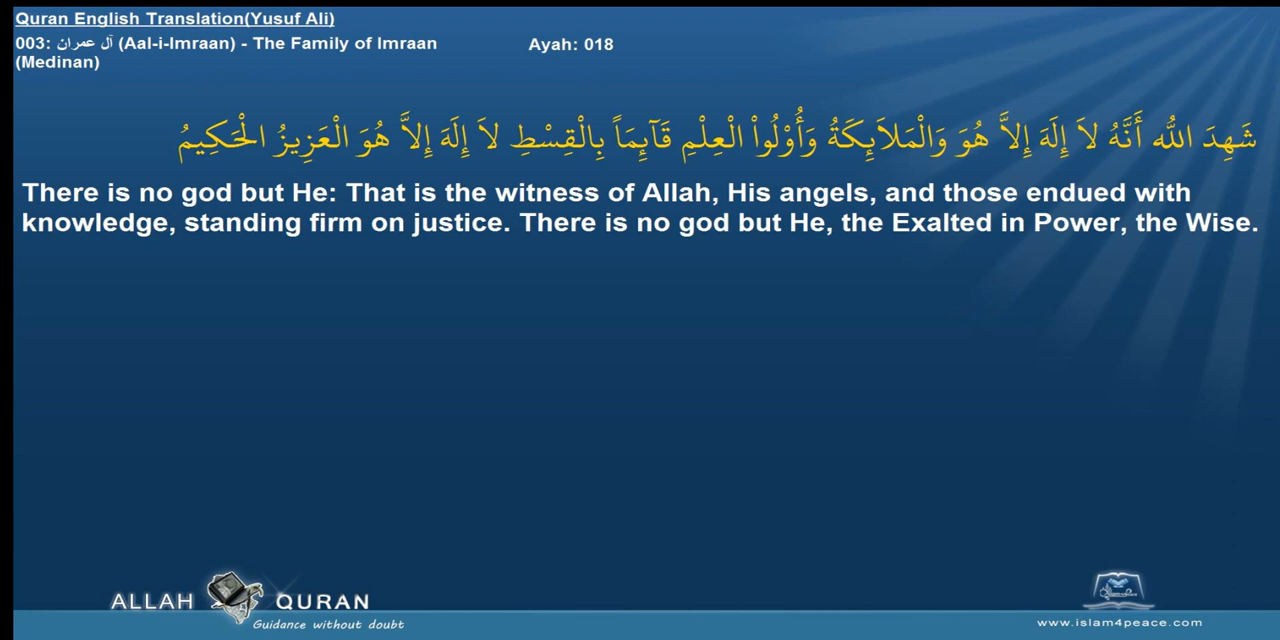 Quran English Translation(Yusuf Ali)
003: آل عمران (Aal-i-Imraan) - The Family of Imraan
(Medinan)
Ayah: 018
شَهِدَ اللّهُ أَنَّهُ لاَ إِلَهَ إِلاَّ هُوَ وَالْمَلاَئِكَةُ وَأُوْلُواْ الْعِلْمِ قَآئِمَاً بِالْقِسْطِ لاَ إِلَهَ إِلاَّ هُوَ الْعَزِيزُ الْحَكِيمُ
There is no god but He: That is the witness of Allah, His angels, and those endued with
knowledge, standing firm on justice. There is no god but He, the Exalted in Power, the Wise.
ALLAH QURAN
Guidance without doubt
www.islam4peace.com